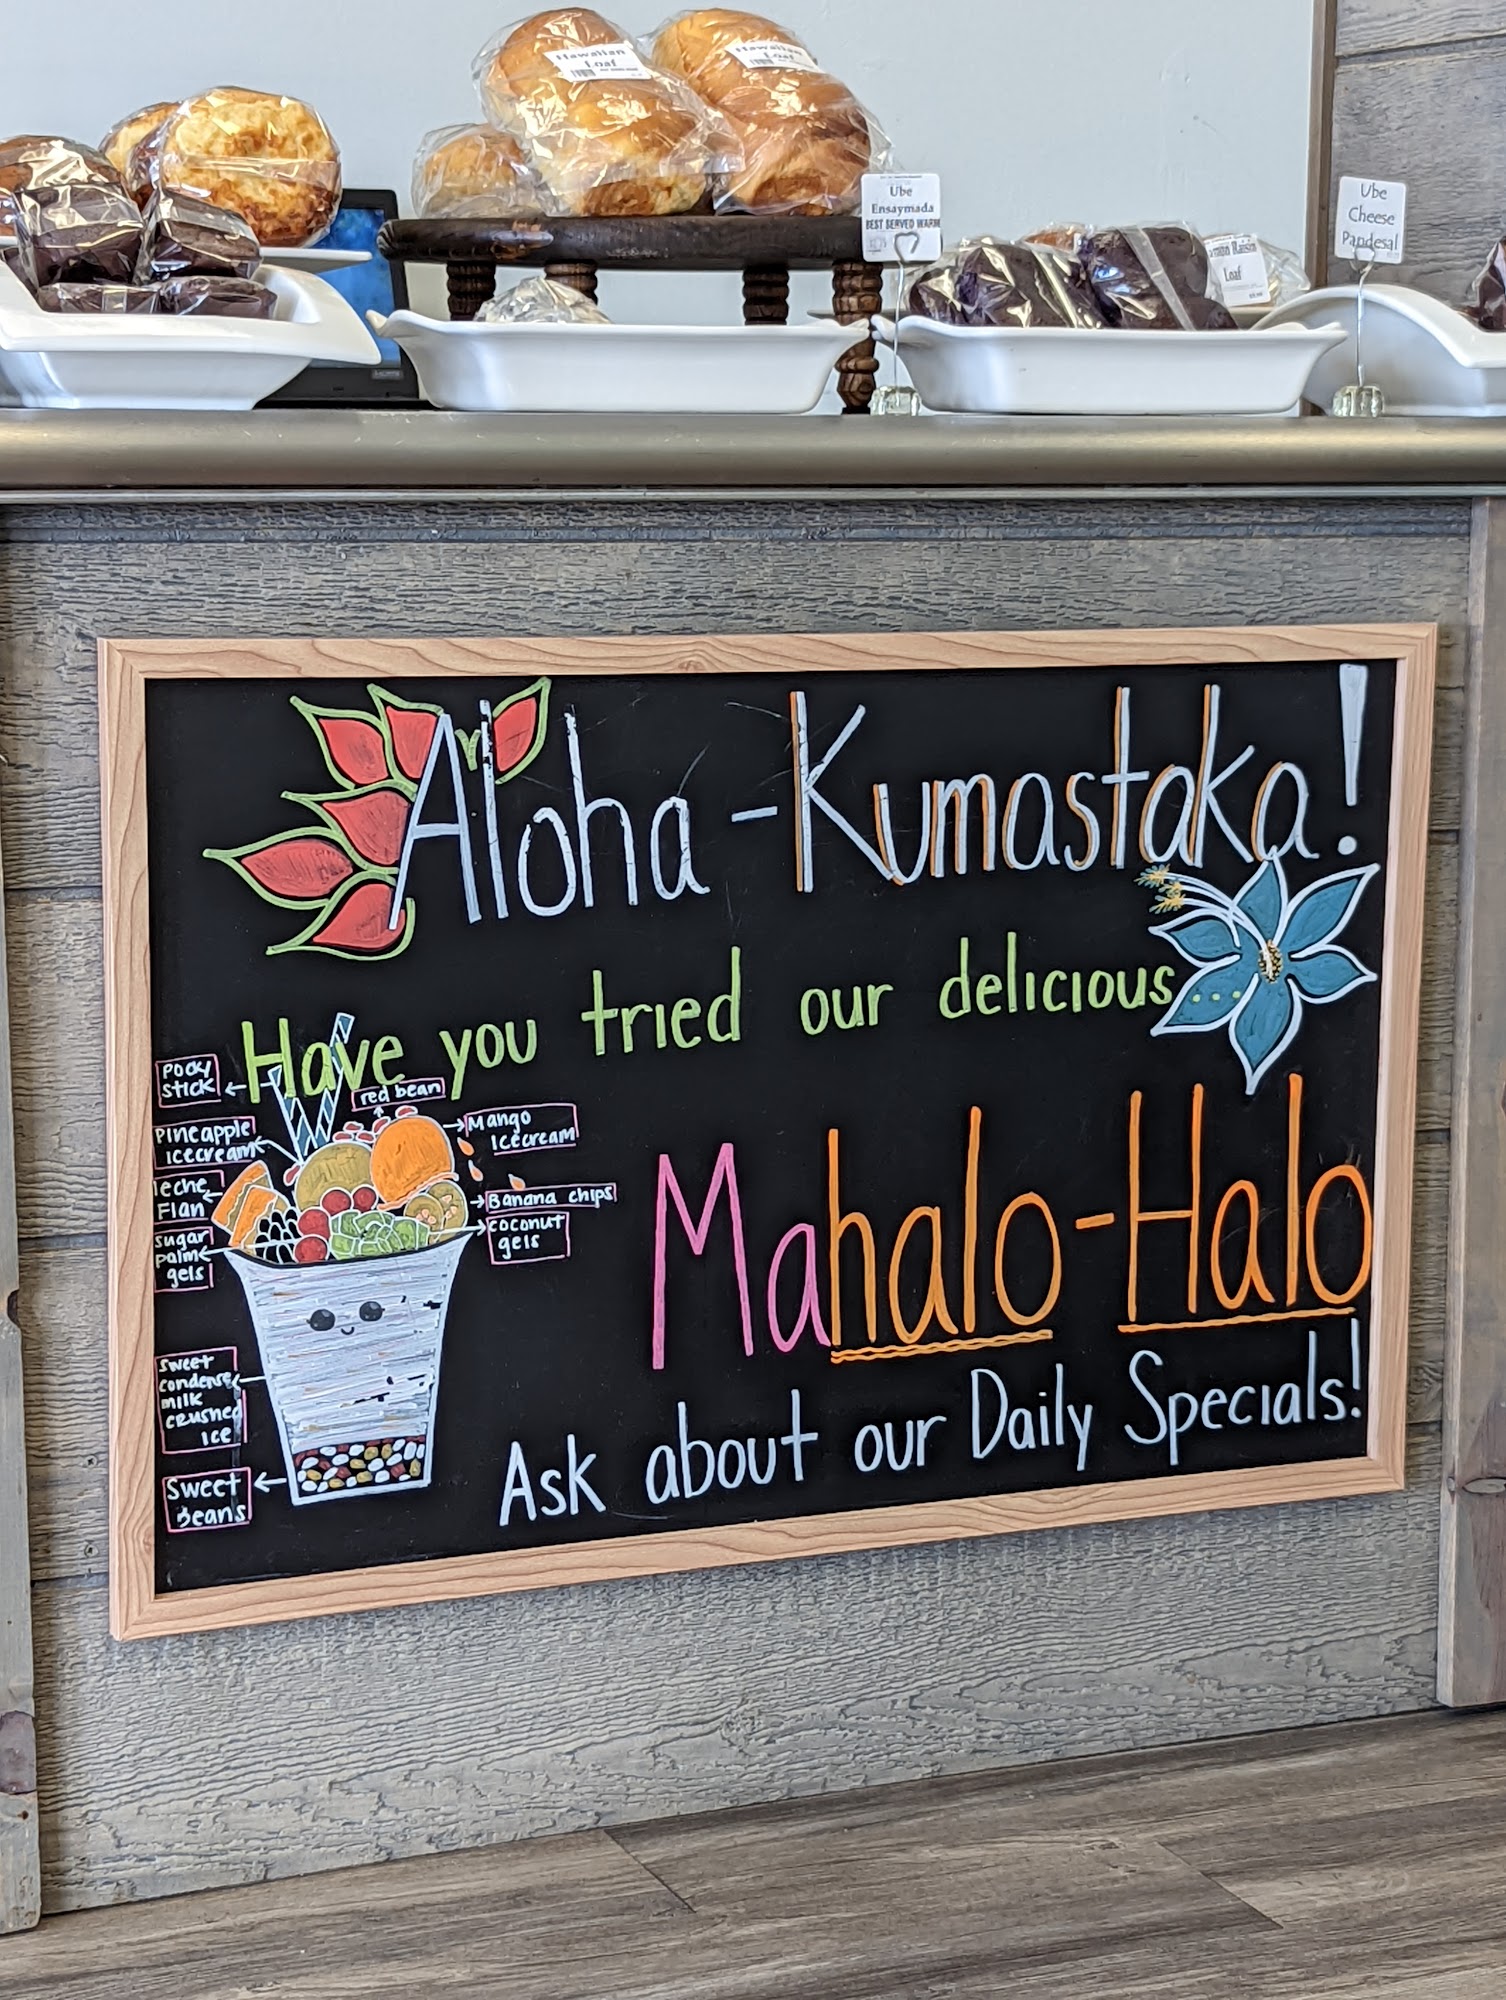 Hawaiian
Loaf
Hawaiian
Loaf
Ube
Ensaymada
BEST SERVED WARM
Ube
Cheese
Pandesal
Loaf
Aloha-Kumastaka!
Have you tried our delicious....
Mahalo-Halo
Ask about our Daily Specials!
POCKY
STICK
red bean
Mango
icecream
Pineapple
icecream
leche
Flan
Banana chips
coconut
gels
sugar
palm
gels
sweet
condense
milk
crushed
ice
Sweet
Beans